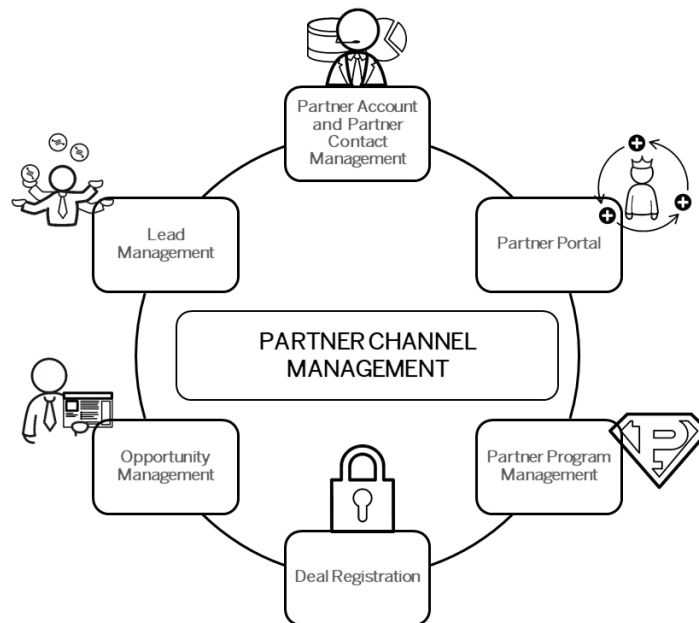 Partner Account
and Partner
Contact
Management
Partner Portal
Partner Program
Management
Deal Registration
Opportunity
Management
Lead
Management
PARTNER CHANNEL
MANAGEMENT
P